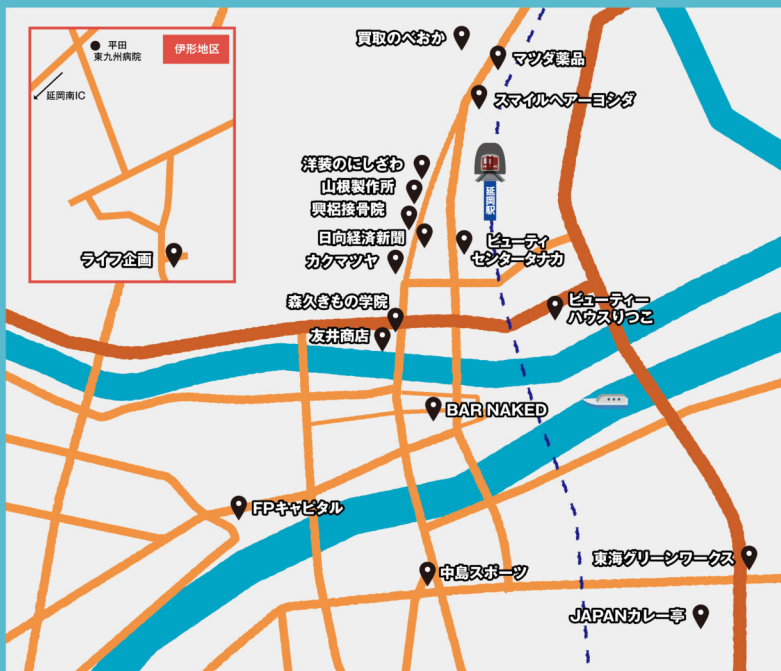 平田
東九州病院
伊形地区
延岡南IC
ライフ企画
買取のべおか
マツダ薬品
スマイルヘアーヨシダ
延岡駅
洋装のにしざわ
山根製作所
興梠接骨院
日向経済新聞
カクマツヤ
ビューティ
センタータナカ
森久きもの学院
友井商店
ビューティー
ハウスりつこ
BAR NAKED
FPキャピタル
中島スポーツ
東海グリーンワークス
JAPANカレー亭